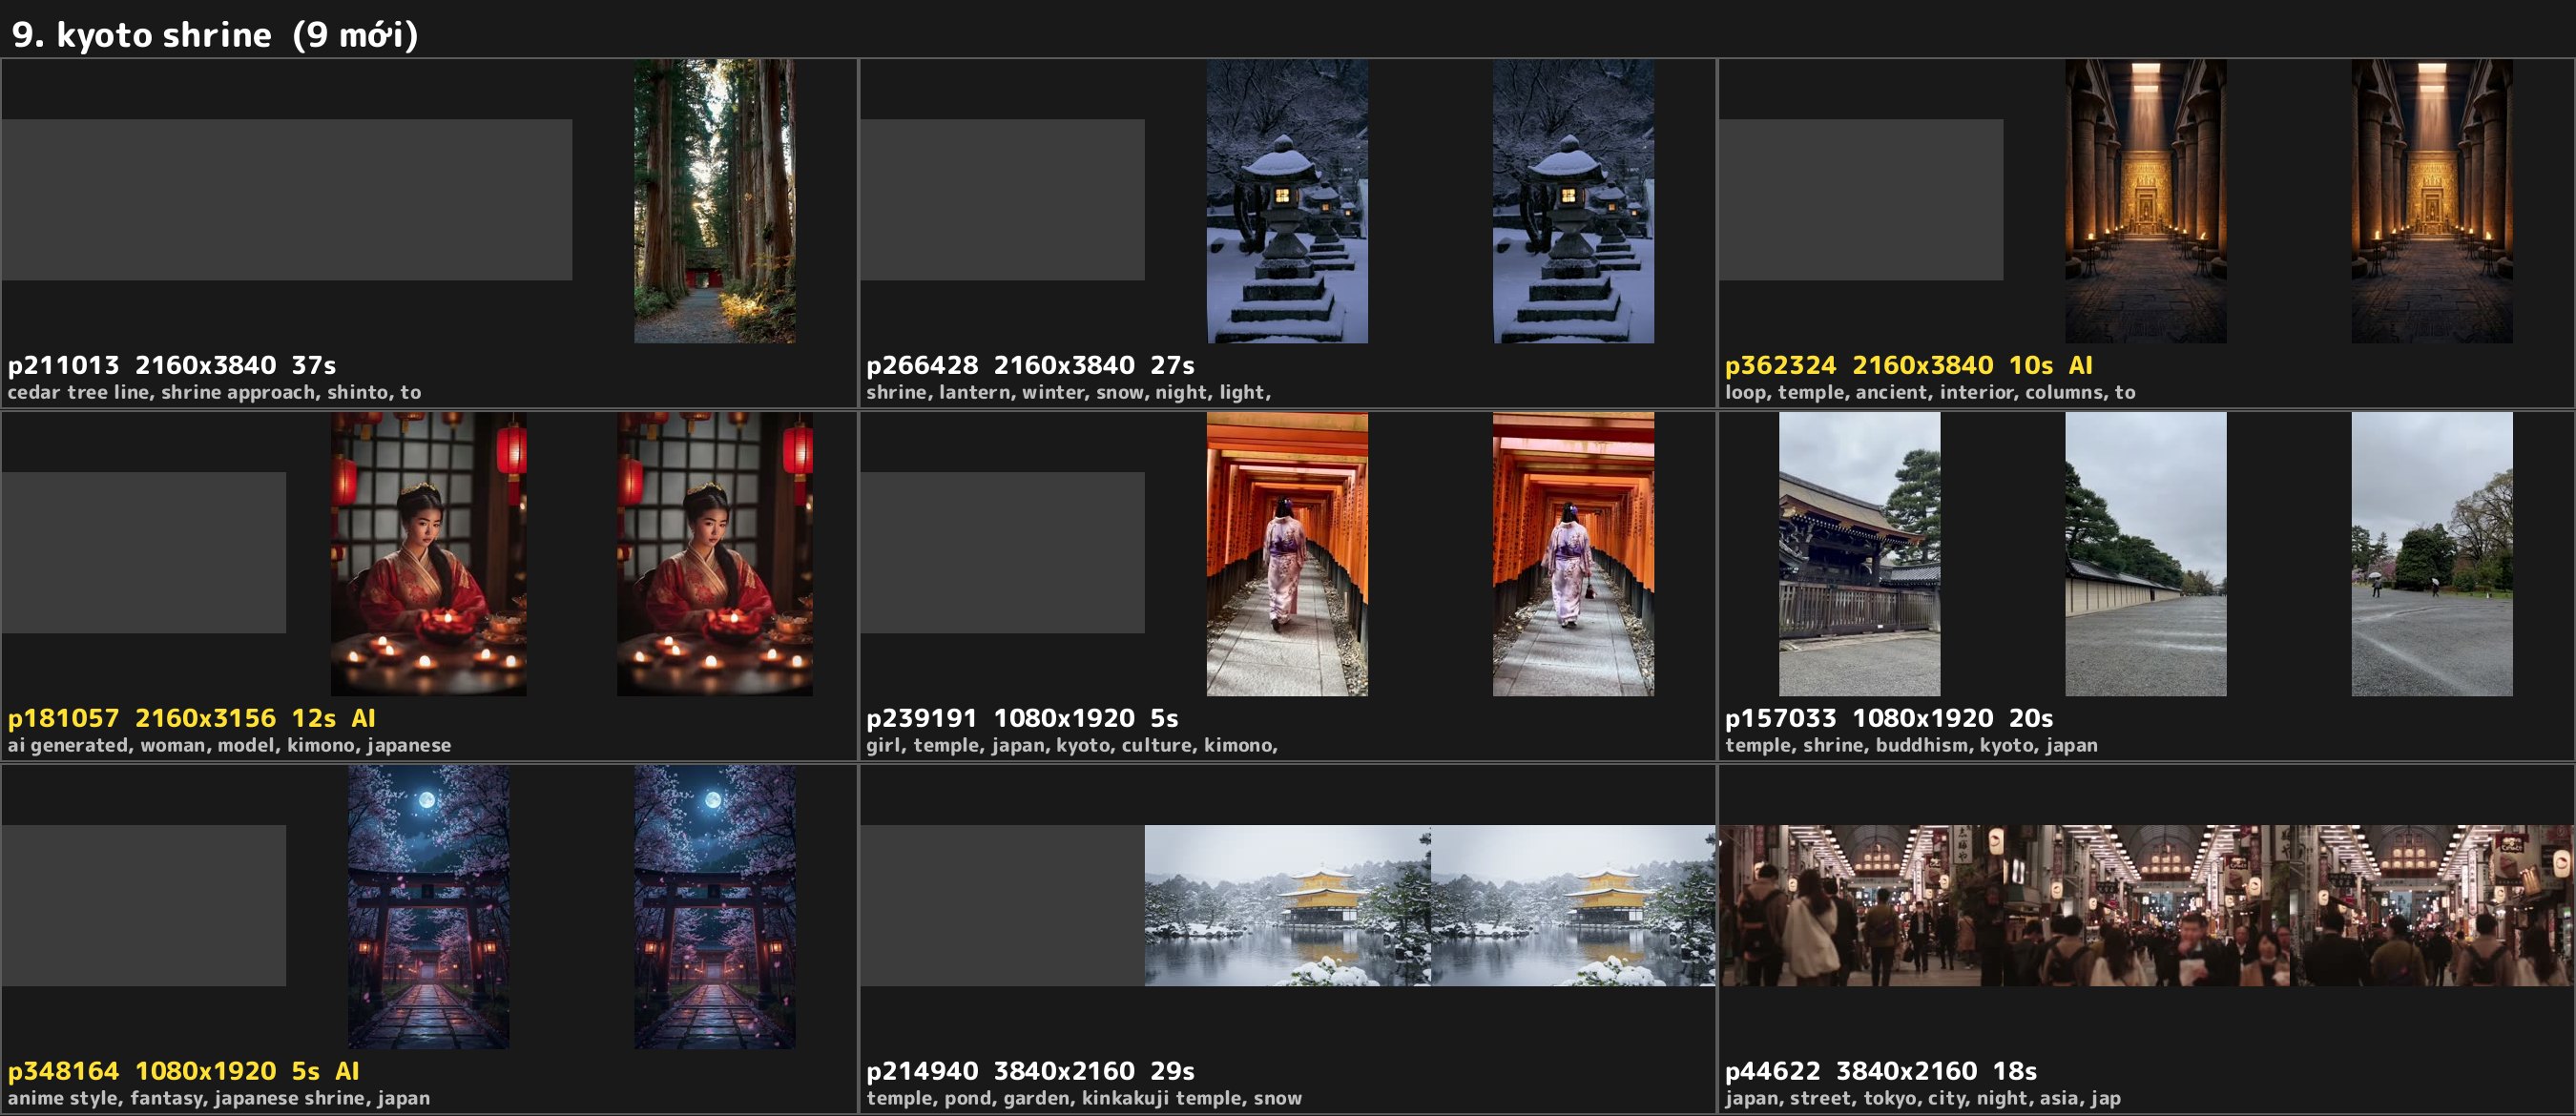 9. kyoto shrine (9 mới)
p211013 2160x3840 37s
cedar tree line, shrine approach, shinto, to
p266428 2160x3840 27s
shrine, lantern, winter, snow, night, light,
p362324 2160x3840 10s AI
loop, temple, ancient, interior, columns, to
p181057 2160x3156 12s AI
ai generated, woman, model, kimono, japanese
p239191 1080x1920 5s
girl, temple, japan, kyoto, culture, kimono,
p157033 1080x1920 20s
temple, shrine, buddhism, kyoto, japan
p348164 1080x1920 5s AI
anime style, fantasy, japanese shrine, japan
p214940 3840x2160 29s
temple, pond, garden, kinkakuji temple, snow
p44622 3840x2160 18s
japan, street, tokyo, city, night, asia, jap